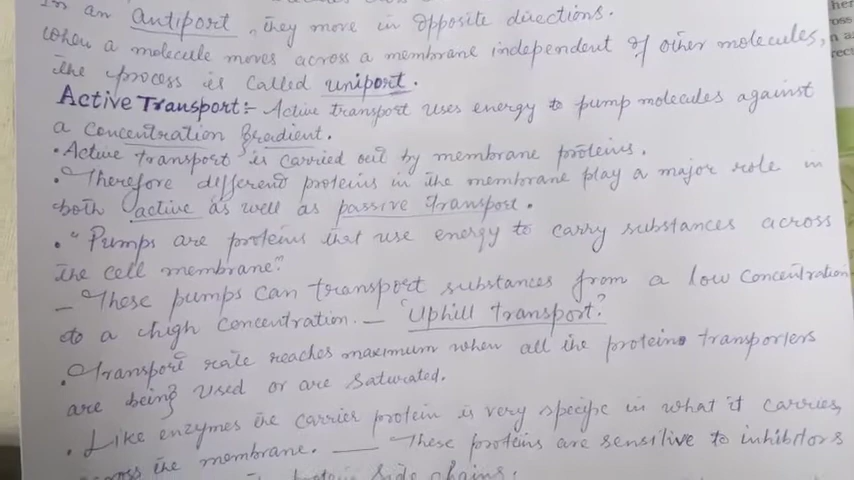 In an antiport, they move in opposite directions.
When a molecule moves across a membrane independent of other molecules,
the process is called uniport.
Active Transport:- Active transport uses energy to pump molecules against
a concentration gradient.
• Active transport is carried out by membrane proteins.
• Therefore different proteins in the membrane play a major role in
both active as well as passive transport.
• "Pumps are proteins that use energy to carry substances across
the cell membrane."
- These pumps can transport substances from a low concentration
to a high concentration. - 'Uphill transport'.
• Transport rate reaches maximum when all the protein transporters
are being used or are saturated.
• Like enzymes the carrier protein is very specific in what it carries,
across the membrane. — These proteins are sensitive to inhibitors
protein side chains.